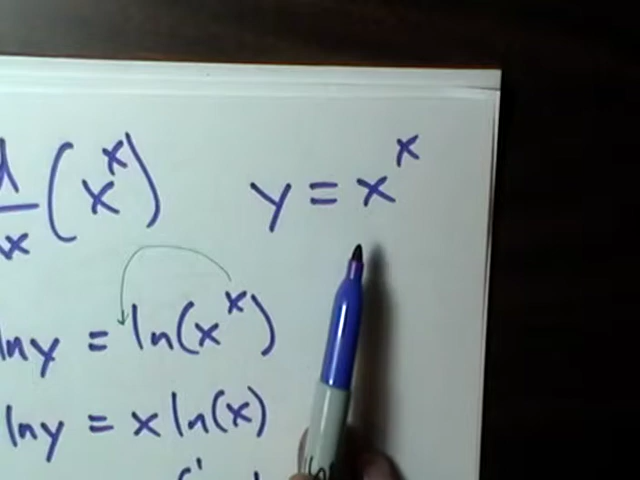 d/dx (x^x) y = x^x
ln y = ln(x^x)
ln y = x ln(x)